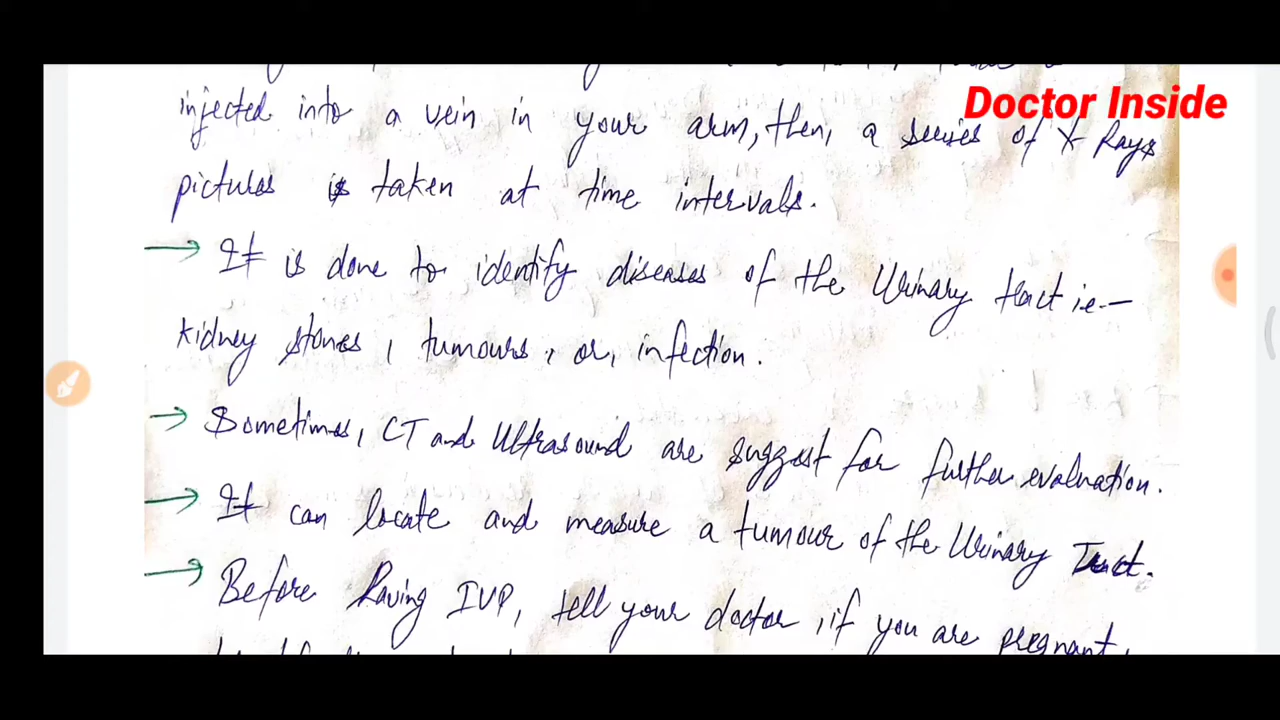 Doctor Inside
injected into a vein in your arm, then, a series of X-Rays
pictures is taken at time intervals.
→ It is done to identify diseases of the Urinary tract i.e.—
kidney stones, tumours, or, infection.
→ Sometimes, CT and Ultrasound are suggest for further evaluation.
→ It can locate and measure a tumour of the Urinary Tract.
→ Before having IVP, tell your doctor, if you are pregnant,